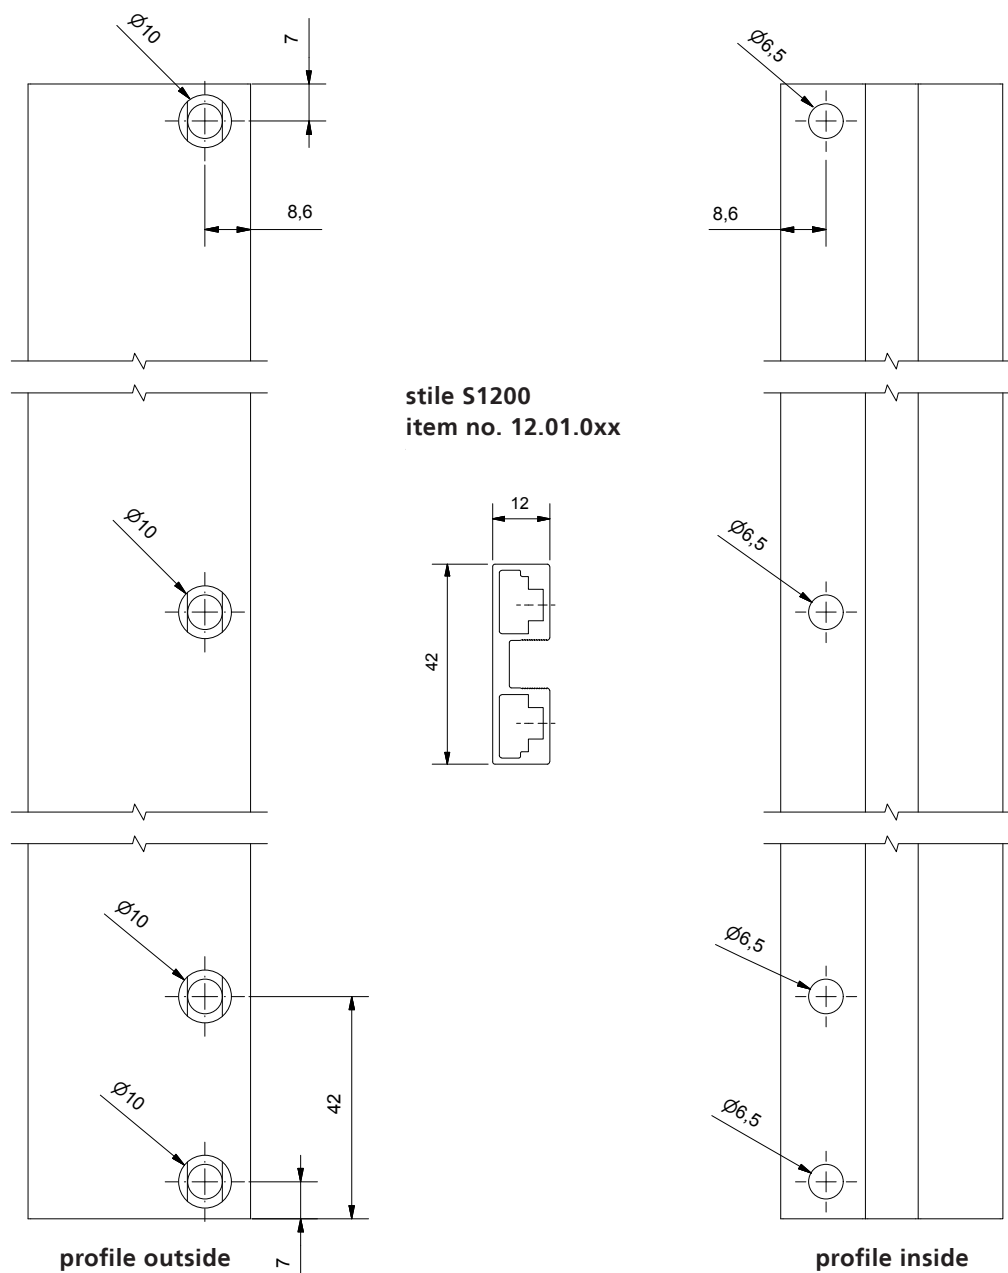 Ø10
7
Ø6,5
8,6
8,6
stile S1200
item no. 12.01.0xx
12
42
Ø10
Ø6,5
Ø10
Ø6,5
42
Ø10
Ø6,5
7
profile outside
profile inside